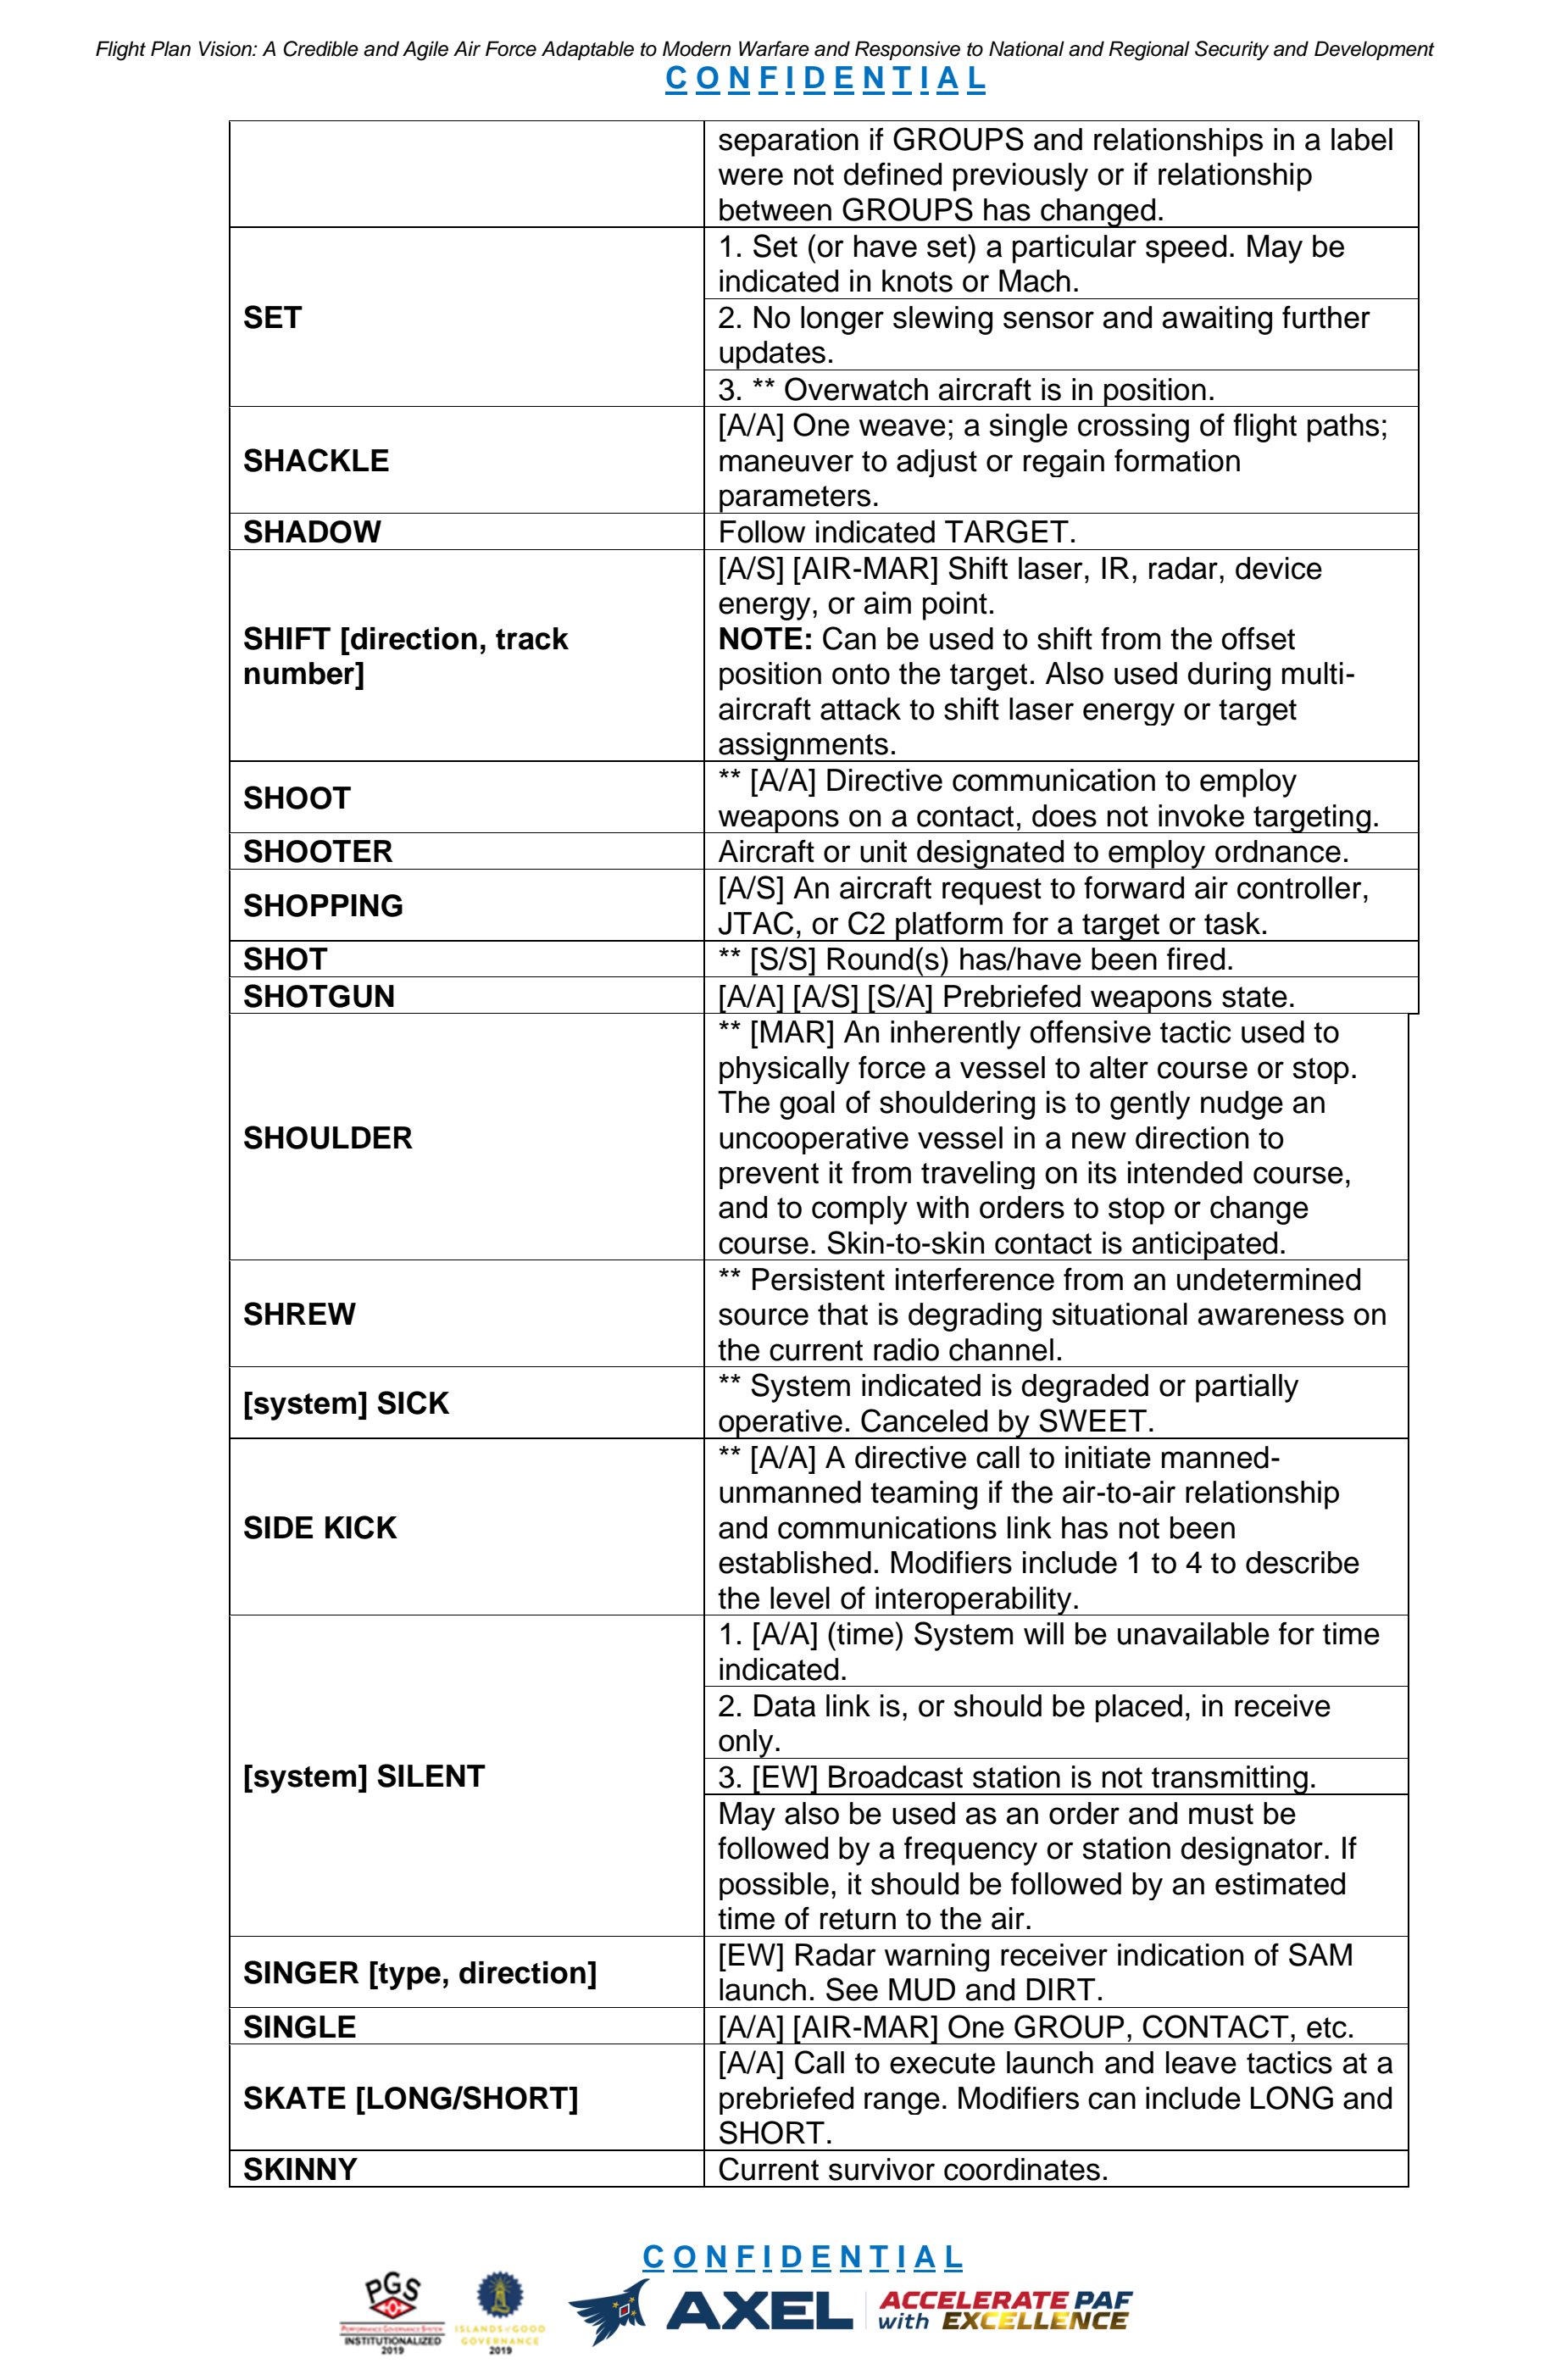 Flight Plan Vision: A Credible and Agile Air Force Adaptable to Modern Warfare and Responsive to National and Regional Security and Development
CONFIDENTIAL
separation if GROUPS and relationships in a label
were not defined previously or if relationship
between GROUPS has changed.
SET
1. Set (or have set) a particular speed. May be
indicated in knots or Mach.
2. No longer slewing sensor and awaiting further
updates.
3. ** Overwatch aircraft is in position.
SHACKLE
[A/A] One weave; a single crossing of flight paths;
maneuver to adjust or regain formation
parameters.
SHADOW
Follow indicated TARGET.
SHIFT [direction, track
number]
[A/S] [AIR-MAR] Shift laser, IR, radar, device
energy, or aim point.
NOTE: Can be used to shift from the offset
position onto the target. Also used during multi-
aircraft attack to shift laser energy or target
assignments.
SHOOT
** [A/A] Directive communication to employ
weapons on a contact, does not invoke targeting.
SHOOTER
Aircraft or unit designated to employ ordnance.
SHOPPING
[A/S] An aircraft request to forward air controller,
JTAC, or C2 platform for a target or task.
SHOT
** [S/S] Round(s) has/have been fired.
SHOTGUN
[A/A] [A/S] [S/A] Prebriefed weapons state.
SHOULDER
** [MAR] An inherently offensive tactic used to
physically force a vessel to alter course or stop.
The goal of shouldering is to gently nudge an
uncooperative vessel in a new direction to
prevent it from traveling on its intended course,
and to comply with orders to stop or change
course. Skin-to-skin contact is anticipated.
SHREW
** Persistent interference from an undetermined
source that is degrading situational awareness on
the current radio channel.
[system] SICK
** System indicated is degraded or partially
operative. Canceled by SWEET.
SIDE KICK
** [A/A] A directive call to initiate manned-
unmanned teaming if the air-to-air relationship
and communications link has not been
established. Modifiers include 1 to 4 to describe
the level of interoperability.
[system] SILENT
1. [A/A] (time) System will be unavailable for time
indicated.
2. Data link is, or should be placed, in receive
only.
3. [EW] Broadcast station is not transmitting.
May also be used as an order and must be
followed by a frequency or station designator. If
possible, it should be followed by an estimated
time of return to the air.
SINGER [type, direction]
[EW] Radar warning receiver indication of SAM
launch. See MUD and DIRT.
SINGLE
[A/A] [AIR-MAR] One GROUP, CONTACT, etc.
SKATE [LONG/SHORT]
[A/A] Call to execute launch and leave tactics at a
prebriefed range. Modifiers can include LONG and
SHORT.
SKINNY
Current survivor coordinates.
CONFIDENTIAL
PGS
PERFORMANCE GOVERNANCE SYSTEM
INSTITUTIONALIZED
2019
ISLANDS of GOOD
GOVERNANCE
2019
AXEL
ACCELERATE PAF
with EXCELLENCE